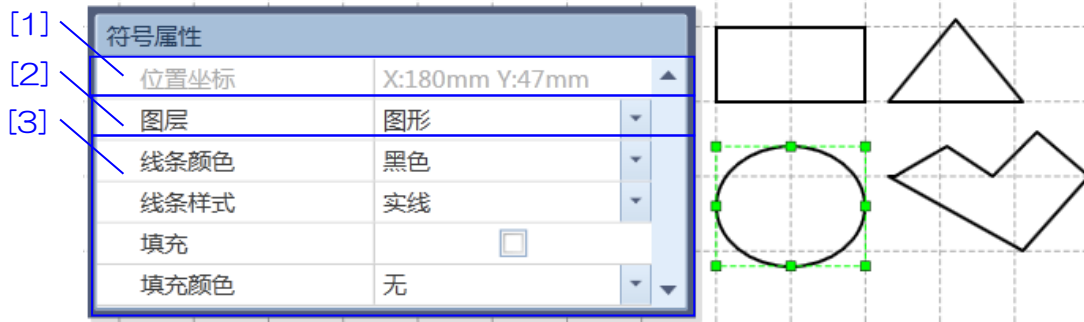 [1]
[2]
[3]
符号属性
位置坐标 X:180mm Y:47mm
图层 图形
线条颜色 黑色
线条样式 实线
填充
填充颜色 无